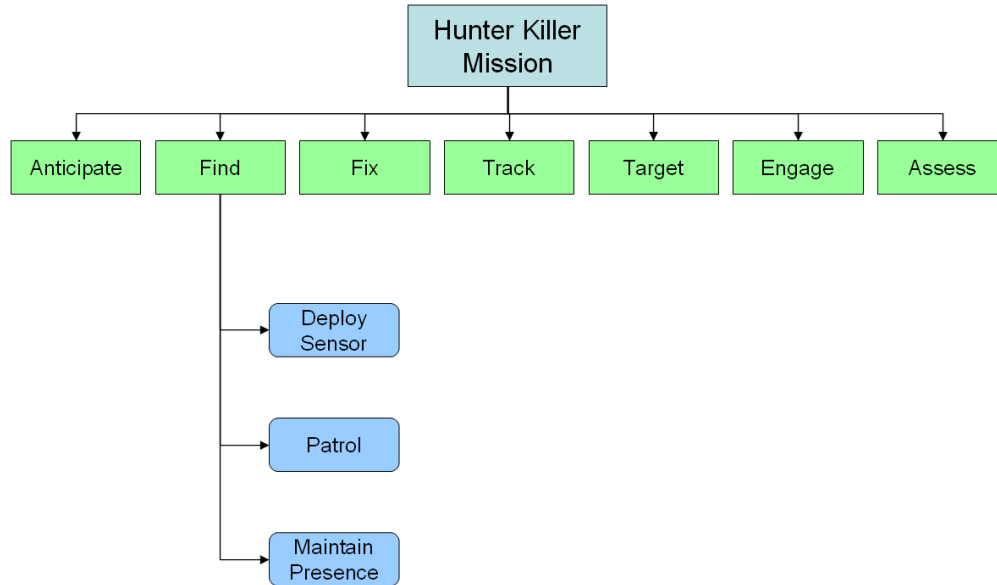 Hunter Killer
Mission
Anticipate
Find
Fix
Track
Target
Engage
Assess
Deploy
Sensor
Patrol
Maintain
Presence